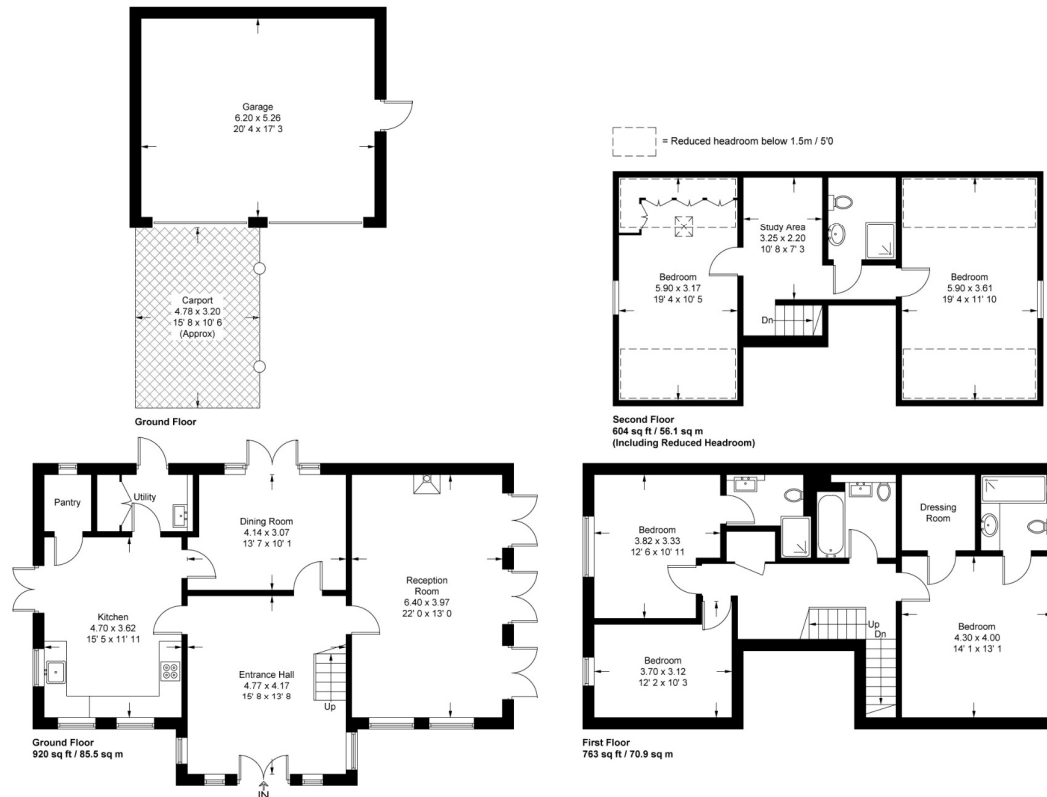 Garage
6.20 x 5.26
20' 4 x 17' 3
Carport
4.78 x 3.20
15' 8 x 10' 6
(Approx)
Ground Floor
= Reduced headroom below 1.5m / 5'0
Study Area
3.25 x 2.20
10' 8 x 7' 3
Bedroom
5.90 x 3.17
19' 4 x 10' 5
Bedroom
5.90 x 3.61
19' 4 x 11' 10
Dn
Second Floor
604 sq ft / 56.1 sq m
(Including Reduced Headroom)
Pantry
Utility
Dining Room
4.14 x 3.07
13' 7 x 10' 1
Reception
Room
6.40 x 3.97
22' 0 x 13' 0
Kitchen
4.70 x 3.62
15' 5 x 11' 11
Entrance Hall
4.77 x 4.17
15' 8 x 13' 8
Up
IN
Ground Floor
920 sq ft / 85.5 sq m
Dressing
Room
Bedroom
3.82 x 3.33
12' 6 x 10' 11
Bedroom
4.30 x 4.00
14' 1 x 13' 1
Up
Dn
Bedroom
3.70 x 3.12
12' 2 x 10' 3
First Floor
763 sq ft / 70.9 sq m